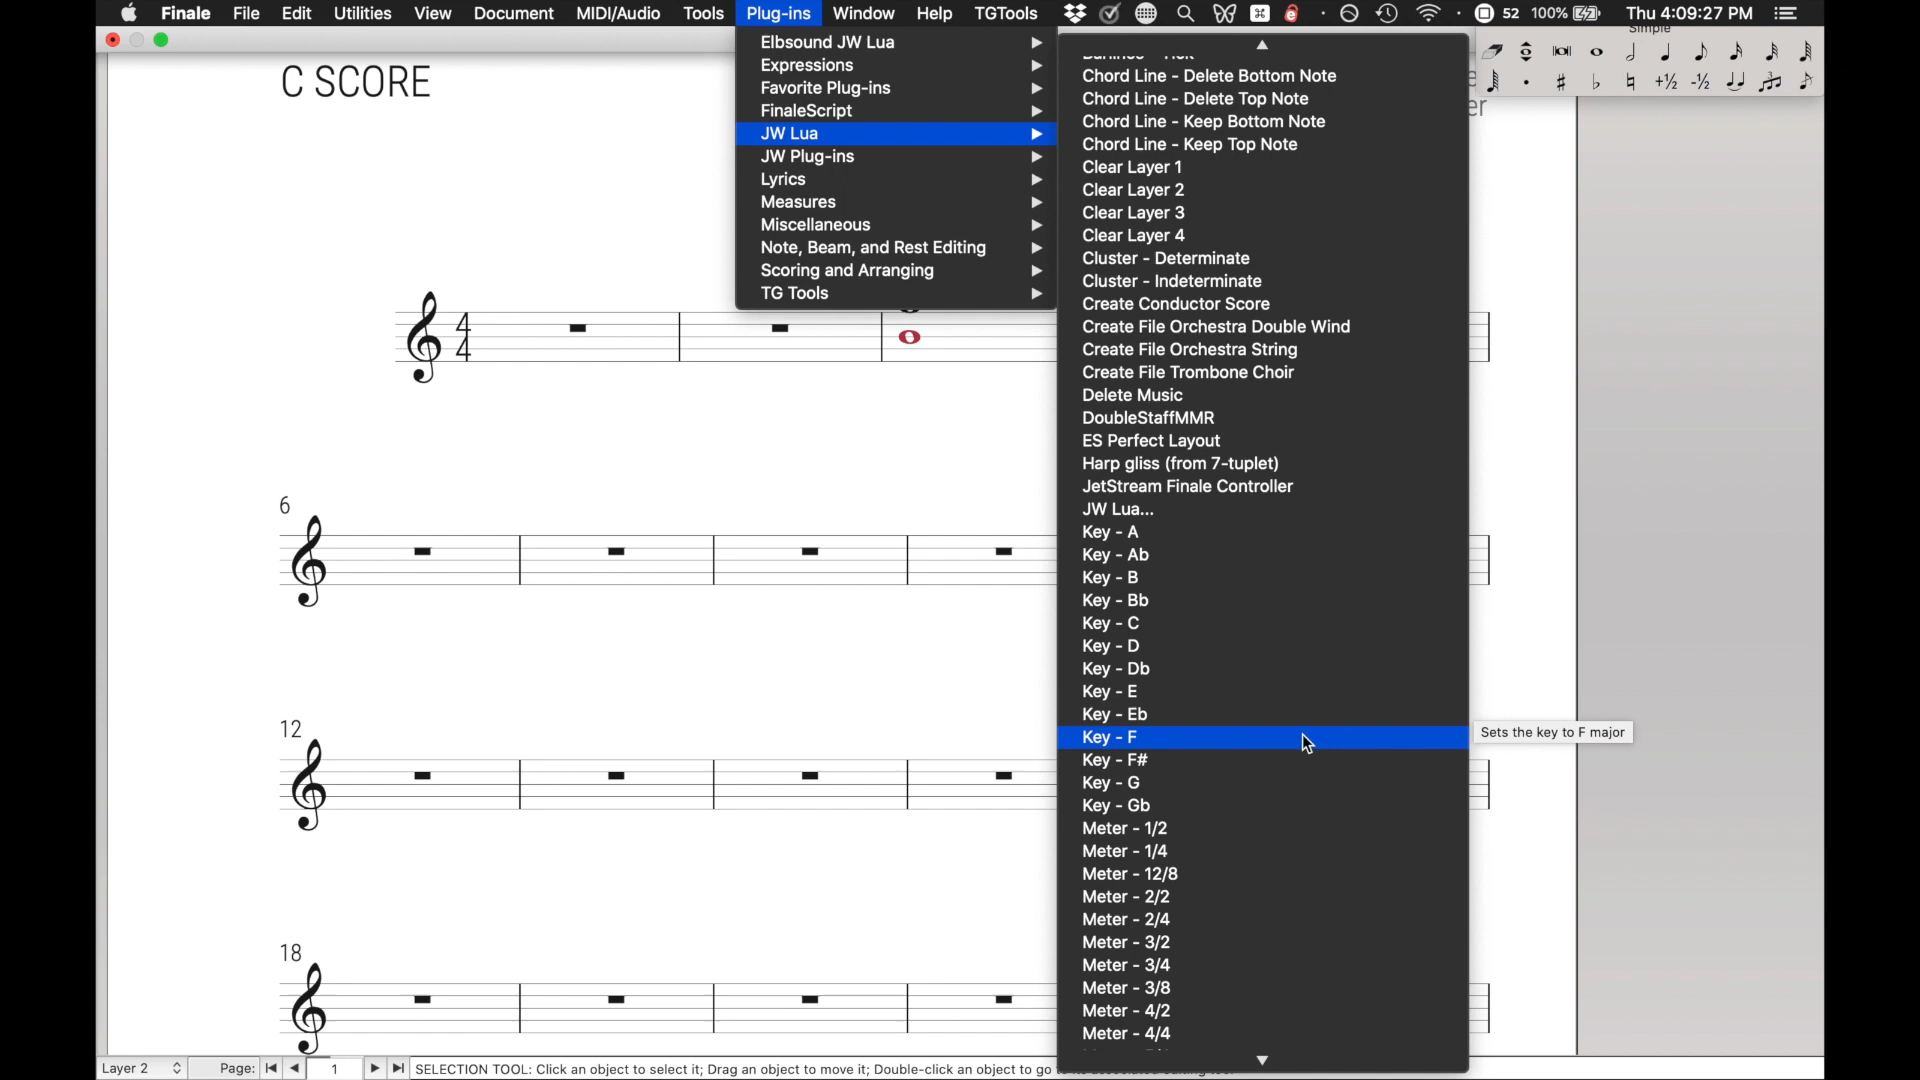 Finale File Edit Utilities View Document MIDI/Audio Tools Plug-ins Window Help TGTools 52 100% Thu 4:09:27 PM
Simple
C SCORE
Elbsound JW Lua
Expressions
Favorite Plug-ins
FinaleScript
JW Lua
JW Plug-ins
Lyrics
Measures
Miscellaneous
Note, Beam, and Rest Editing
Scoring and Arranging
TG Tools
Chord Line - Delete Bottom Note
Chord Line - Delete Top Note
Chord Line - Keep Bottom Note
Chord Line - Keep Top Note
Clear Layer 1
Clear Layer 2
Clear Layer 3
Clear Layer 4
Cluster - Determinate
Cluster - Indeterminate
Create Conductor Score
Create File Orchestra Double Wind
Create File Orchestra String
Create File Trombone Choir
Delete Music
DoubleStaffMMR
ES Perfect Layout
Harp gliss (from 7-tuplet)
JetStream Finale Controller
JW Lua...
Key - A
Key - Ab
Key - B
Key - Bb
Key - C
Key - D
Key - Db
Key - E
Key - Eb
Key - F
Key - F#
Key - G
Key - Gb
Meter - 1/2
Meter - 1/4
Meter - 12/8
Meter - 2/2
Meter - 2/4
Meter - 3/2
Meter - 3/4
Meter - 3/8
Meter - 4/2
Meter - 4/4
Sets the key to F major
+½ -½
4
4
6
12
18
Layer 2 Page: 1 SELECTION TOOL: Click an object to select it; Drag an object to move it; Double-click an object to go